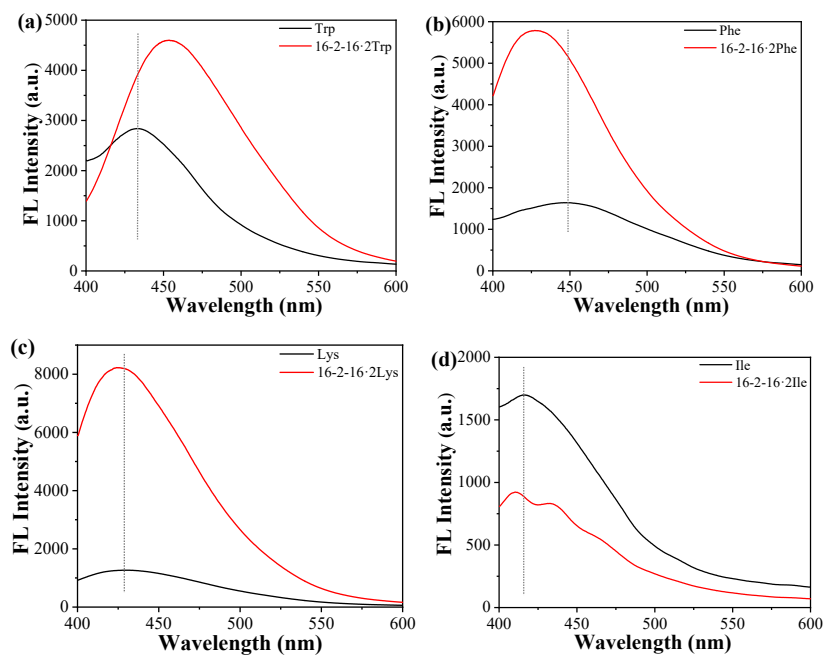 (a)
Trp
16-2-16·2Trp
FL Intensity (a.u.)
5000
4000
3000
2000
1000
0
400
450
500
550
600
Wavelength (nm)
(b)
Phe
16-2-16·2Phe
FL Intensity (a.u.)
6000
5000
4000
3000
2000
1000
0
400
450
500
550
600
Wavelength (nm)
(c)
Lys
16-2-16·2Lys
FL Intensity (a.u.)
8000
6000
4000
2000
0
400
450
500
550
600
Wavelength (nm)
(d)
Ile
16-2-16·2Ile
FL Intensity (a.u.)
2000
1500
1000
500
0
400
450
500
550
600
Wavelength (nm)